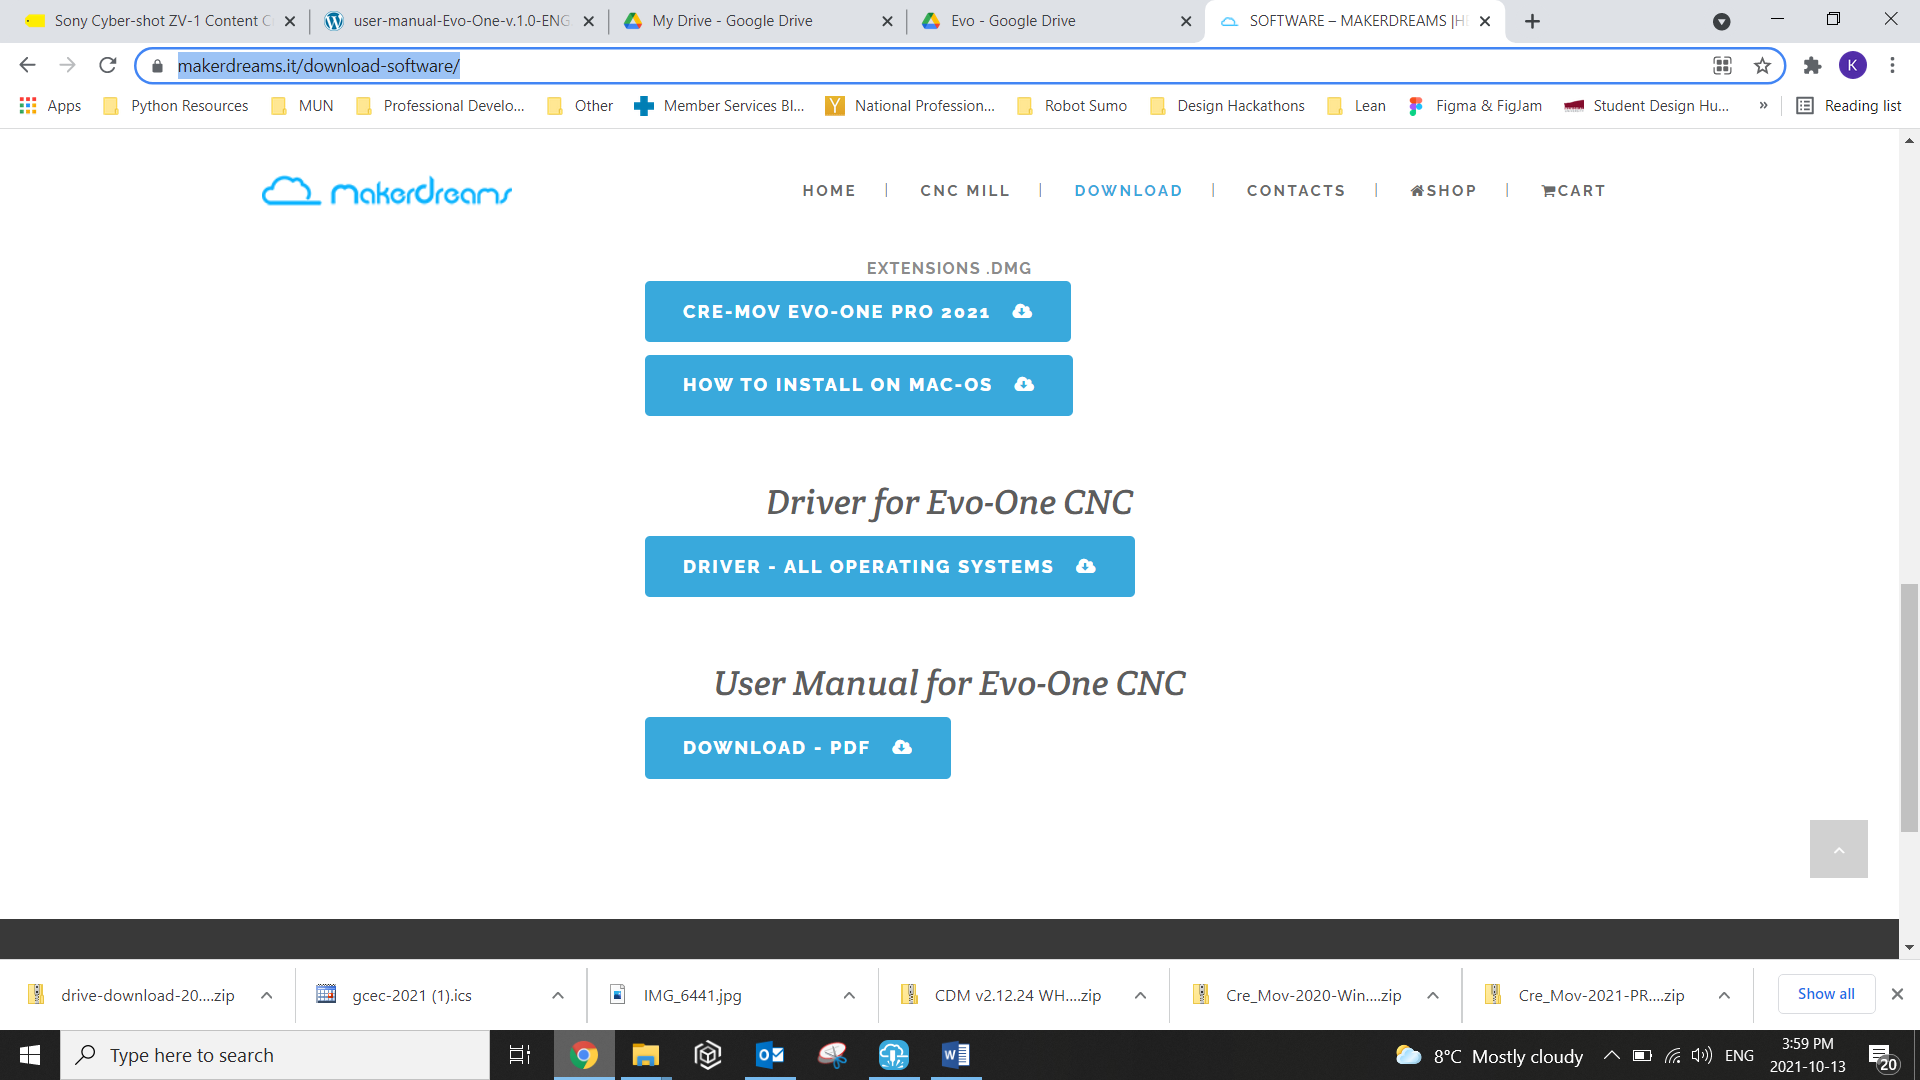 Sony Cyber-shot ZV-1 Content C
user-manual-Evo-One-v.1.0-ENG
My Drive - Google Drive
Evo - Google Drive
SOFTWARE – MAKERDREAMS |H
makerdreams.it/download-software/
K
Apps
Python Resources
MUN
Professional Develo...
Other
Member Services Bl...
National Profession...
Robot Sumo
Design Hackathons
Lean
Figma & FigJam
Student Design Hu...
»
Reading list
makerdreams
HOME | CNC MILL | DOWNLOAD | CONTACTS | SHOP | CART
EXTENSIONS .DMG
CRE-MOV EVO-ONE PRO 2021
HOW TO INSTALL ON MAC-OS
Driver for Evo-One CNC
DRIVER - ALL OPERATING SYSTEMS
User Manual for Evo-One CNC
DOWNLOAD - PDF
drive-download-20....zip
gcec-2021 (1).ics
IMG_6441.jpg
CDM v2.12.24 WH....zip
Cre_Mov-2020-Win....zip
Cre_Mov-2021-PR....zip
Show all
Type here to search
8°C Mostly cloudy
ENG
3:59 PM
2021-10-13
20